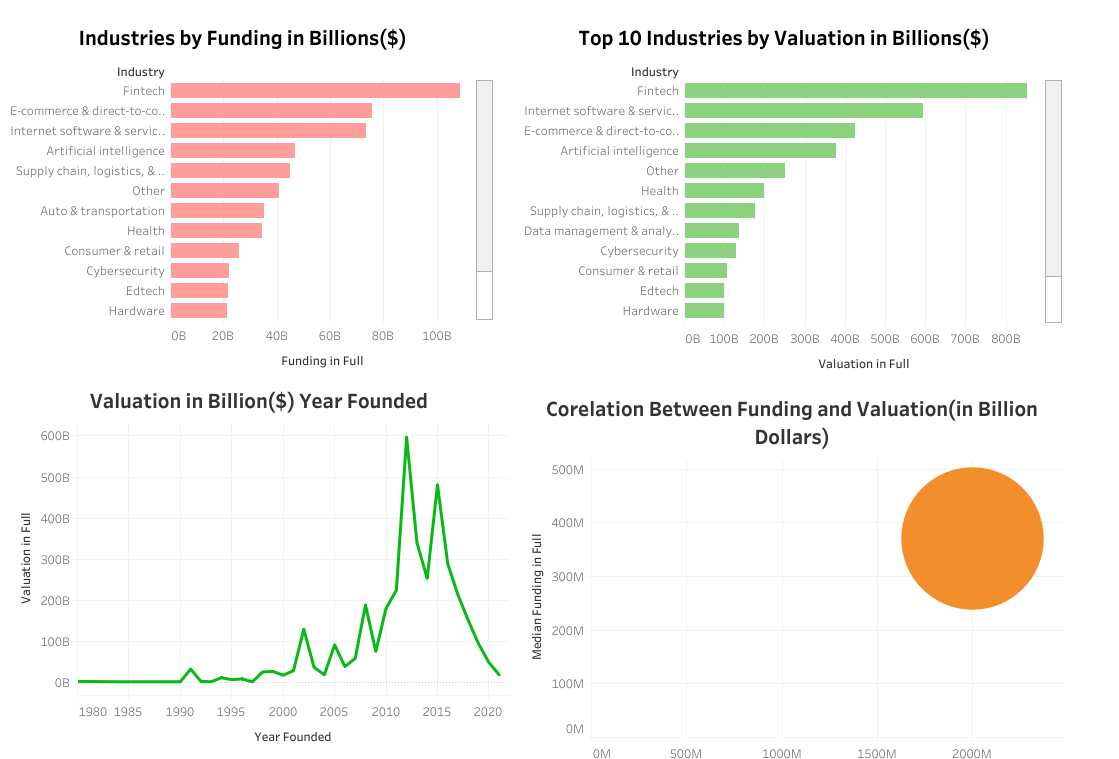 Industries by Funding in Billions($)
Industry
Fintech
E-commerce & direct-to-co..
Internet software & servic..
Artificial intelligence
Supply chain, logistics, & ..
Other
Auto & transportation
Health
Consumer & retail
Cybersecurity
Edtech
Hardware
0B 20B 40B 60B 80B 100B
Funding in Full
Top 10 Industries by Valuation in Billions($)
Industry
Fintech
Internet software & servic..
E-commerce & direct-to-co..
Artificial intelligence
Other
Health
Supply chain, logistics, & ..
Data management & analy..
Cybersecurity
Consumer & retail
Edtech
Hardware
0B 100B 200B 300B 400B 500B 600B 700B 800B
Valuation in Full
Valuation in Billion($) Year Founded
600B
500B
400B
300B
200B
100B
0B
Valuation in Full
1980 1985 1990 1995 2000 2005 2010 2015 2020
Year Founded
Corelation Between Funding and Valuation(in Billion
Dollars)
500M
400M
300M
200M
100M
0M
Median Funding in Full
0M 500M 1000M 1500M 2000M